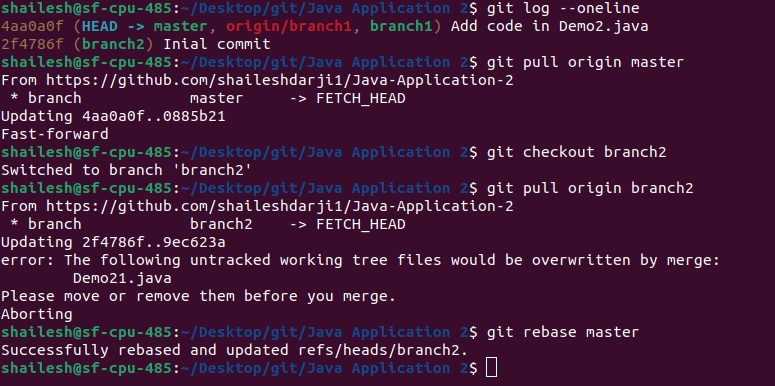 shailesh@sf-cpu-485:~/Desktop/git/Java Application 2$ git log --oneline
4aa0a0f (HEAD -> master, origin/branch1, branch1) Add code in Demo2.java
2f4786f (branch2) Inial commit
shailesh@sf-cpu-485:~/Desktop/git/Java Application 2$ git pull origin master
From https://github.com/shaileshdarji1/Java-Application-2
 * branch            master     -> FETCH_HEAD
Updating 4aa0a0f..0885b21
Fast-forward
shailesh@sf-cpu-485:~/Desktop/git/Java Application 2$ git checkout branch2
Switched to branch 'branch2'
shailesh@sf-cpu-485:~/Desktop/git/Java Application 2$ git pull origin branch2
From https://github.com/shaileshdarji1/Java-Application-2
 * branch            branch2    -> FETCH_HEAD
Updating 2f4786f..9ec623a
error: The following untracked working tree files would be overwritten by merge:
        Demo21.java
Please move or remove them before you merge.
Aborting
shailesh@sf-cpu-485:~/Desktop/git/Java Application 2$ git rebase master
Successfully rebased and updated refs/heads/branch2.
shailesh@sf-cpu-485:~/Desktop/git/Java Application 2$